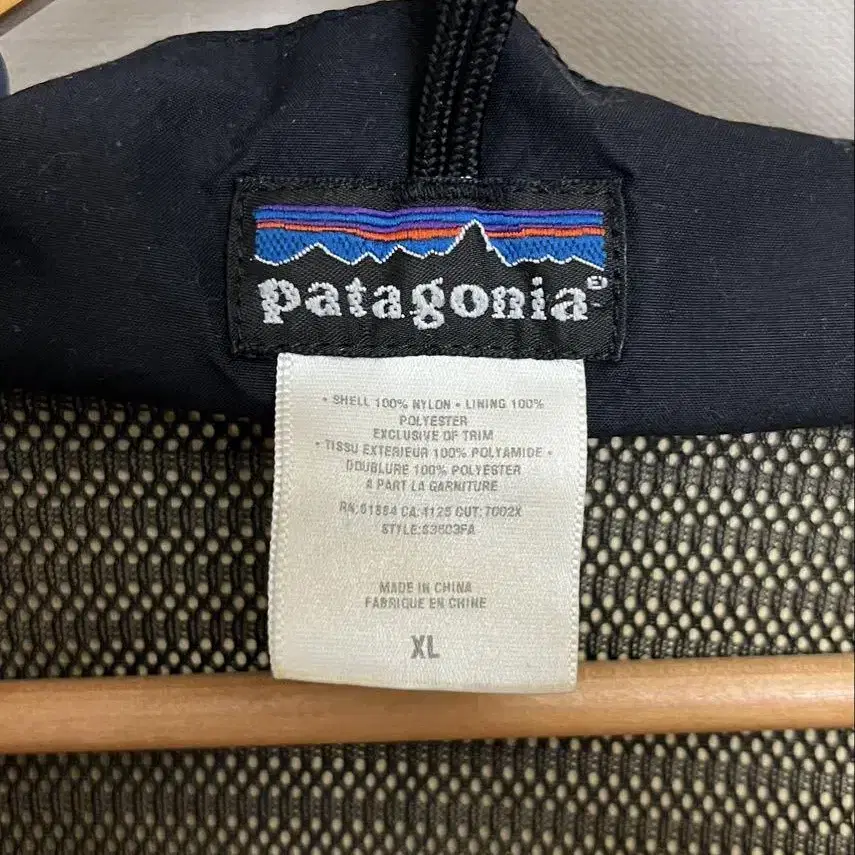 patagonia®
• SHELL 100% NYLON • LINING 100%
POLYESTER
EXCLUSIVE OF TRIM
• TISSU EXTERIEUR 100% POLYAMIDE •
DOUBLURE 100% POLYESTER
A PART LA GARNITURE
RN:61884 CA:4125 CUT:7002X
STYLE:83603FA
MADE IN CHINA
FABRIQUE EN CHINE
XL